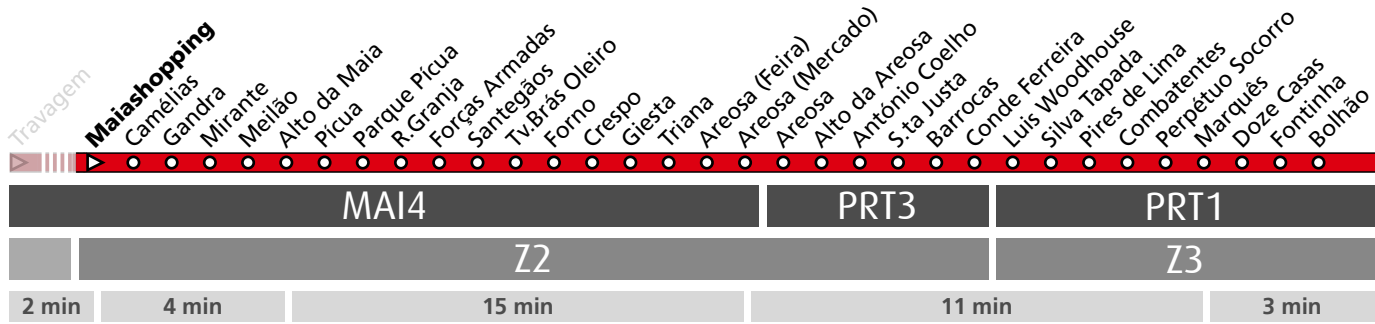 Travagem
Maiashopping
Camélias
Gandra
Mirante
Meilão
Alto da Maia
Pícua
Parque Pícua
R.Granja
Forças Armadas
Santegãos
Tv.Brás Oleiro
Forno
Crespo
Giesta
Triana
Areosa (Feira)
Areosa (Mercado)
Areosa
Alto da Areosa
António Coelho
S.ta Justa
Barrocas
Conde Ferreira
Luis Woodhouse
Silva Tapada
Pires de Lima
Combatentes
Perpétuo Socorro
Marquês
Doze Casas
Fontinha
Bolhão
MAI4 PRT3 PRT1
Z2 Z3
2 min 4 min 15 min 11 min 3 min